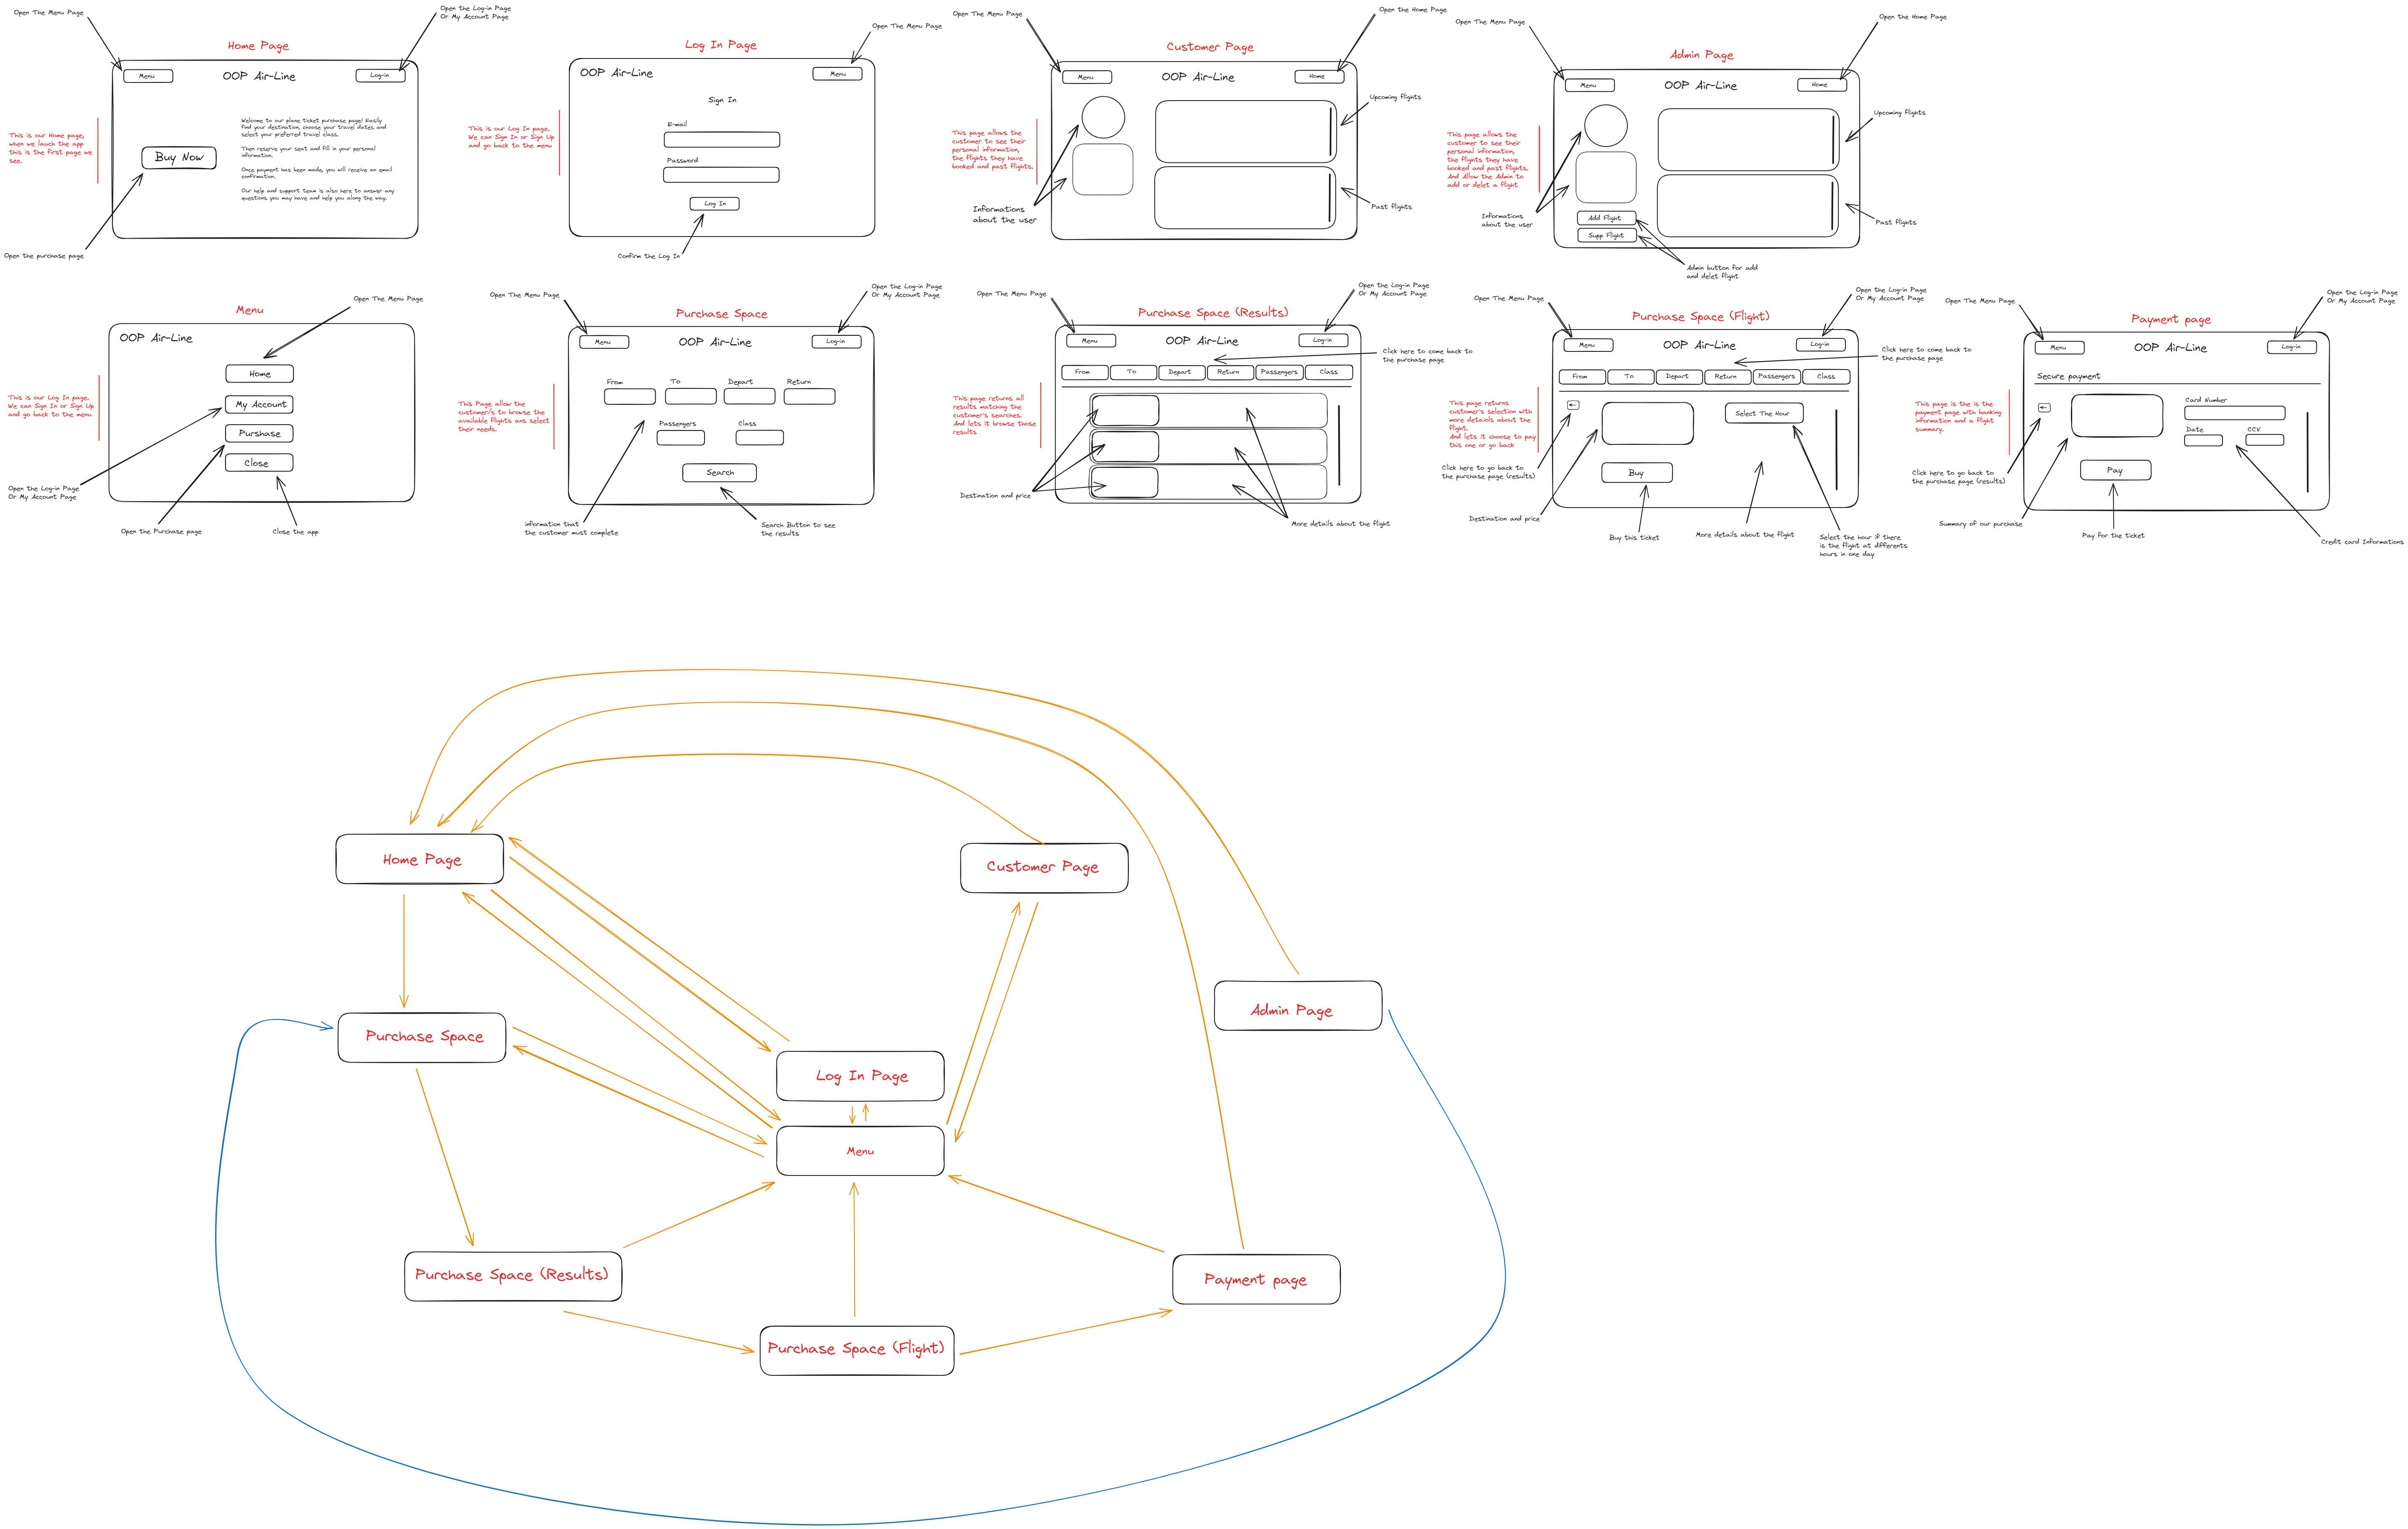 Open The Menu Page
Open the Log-in Page
Or My Account Page
Home Page
Menu
OOP Air-Line
Log-in
This is our Home page,
when we lauch the app
this is the first page we
see.
Buy Now
Welcome to our plane ticket purchase page! Easily
find your destination, choose your travel dates and
select your preferred travel class.
Then reserve your seat and fill in your personal
information.
Once payment has been made, you will receive an email
confirmation.
Our help and support team is also here to answer any
questions you may have and help you along the way.
Open the purchase page
Open The Menu Page
Log In Page
OOP Air-Line
Menu
This is our Log In page.
We can Sign In or Sign Up
and go back to the menu
Sign In
E-mail
Password
Log In
Confirm the Log In
Open The Menu Page
Open the Home Page
Customer Page
Menu
OOP Air-Line
Home
This page allows the
customer to see their
personal information,
the flights they have
booked and past flights.
Upcoming flights
Informations
about the user
Past flights
Open The Menu Page
Open the Home Page
Admin Page
Menu
OOP Air-Line
Home
This page allows the
customer to see their
personal information,
the flights they have
booked and past flights.
And Allow the Admin to
add or delet a flight
Upcoming flights
Informations
about the user
Add Flight
Supp Flight
Past flights
Admin button for add
and delet flight
Menu
Open The Menu Page
OOP Air-Line
This is our Log In page.
We can Sign In or Sign Up
and go back to the menu
Home
My Account
Purshase
Close
Open the Log-in Page
Or My Account Page
Open the Purchase page
Close the app
Open The Menu Page
Open the Log-in Page
Or My Account Page
Purchase Space
Menu
OOP Air-Line
Log-in
This Page allow the
customer/s to browse the
available flights ans select
their needs.
From
To
Depart
Return
Passengers
Class
Search
information that
the customer must complete
Search Button to see
the results
Open The Menu Page
Open the Log-in Page
Or My Account Page
Purchase Space (Results)
Menu
OOP Air-Line
Log-in
Click here to come back to
the purchase page
From
To
Depart
Return
Passengers
Class
This page returns all
results matching the
customer's searches.
And lets it browse those
results
Destination and price
More details about the flight
Open The Menu Page
Open the Log-in Page
Or My Account Page
Purchase Space (Flight)
Menu
OOP Air-Line
Log-in
Click here to come back to
the purchase page
From
To
Depart
Return
Passengers
Class
This page returns
customer's selection with
more detaiols about the
flight.
And lets it choose to pay
this one or go back
Select The Hour
Click here to go back to
the purchase page (results)
Buy
Destination and price
Buy this ticket
More details about the flight
Select the hour if there
is the flight at differents
hours in one day
Open The Menu Page
Open the Log-in Page
Or My Account Page
Payment page
Menu
OOP Air-Line
Log-in
Secure payment
This page is the is the
payment page with banking
information and a flight
summary.
Card Number
Date
CCV
Click here to go back to
the purchase page (results)
Pay
Summary of our purchase
Pay for the ticket
Credit card Informations
Home Page
Customer Page
Admin Page
Purchase Space
Log In Page
Menu
Purchase Space (Results)
Payment page
Purchase Space (Flight)